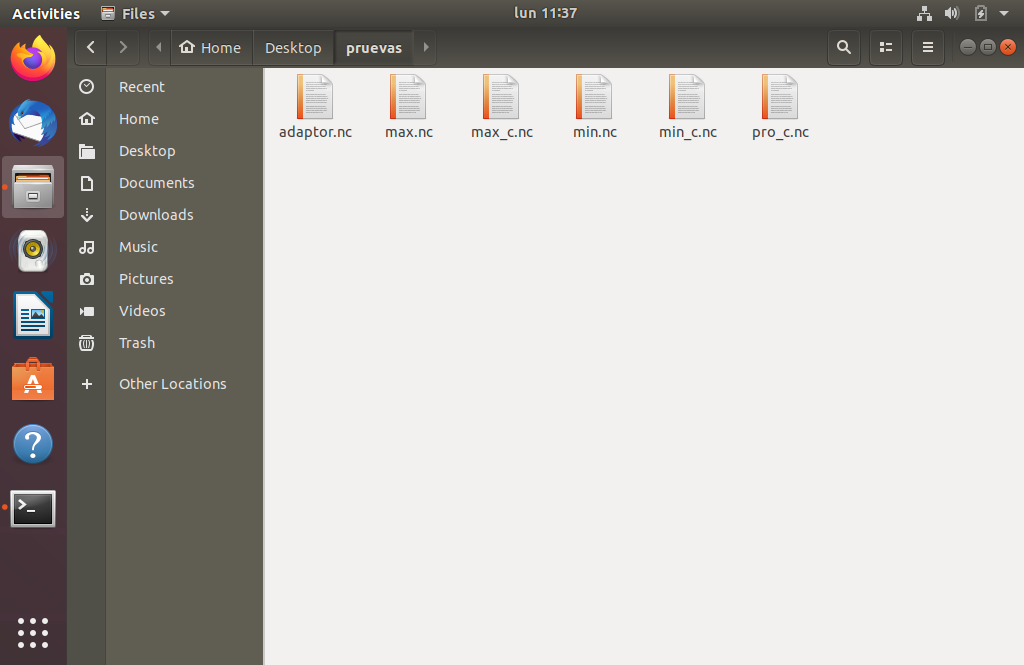 Activities Files lun 11:37
Home Desktop pruevas
Recent
Home
Desktop
Documents
Downloads
Music
Pictures
Videos
Trash
Other Locations
adaptor.nc max.nc max_c.nc min.nc min_c.nc pro_c.nc